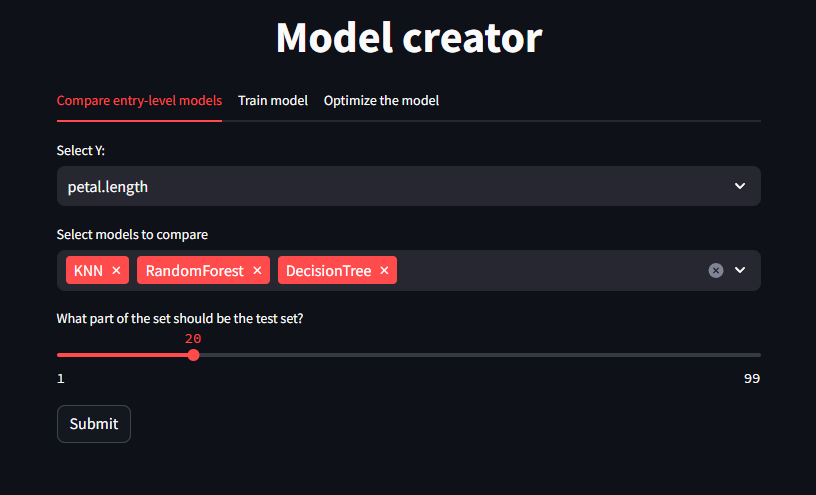 Model creator
Compare entry-level models Train model Optimize the model
Select Y:
petal.length
Select models to compare
KNN × RandomForest × DecisionTree ×
What part of the set should be the test set?
20
1 99
Submit